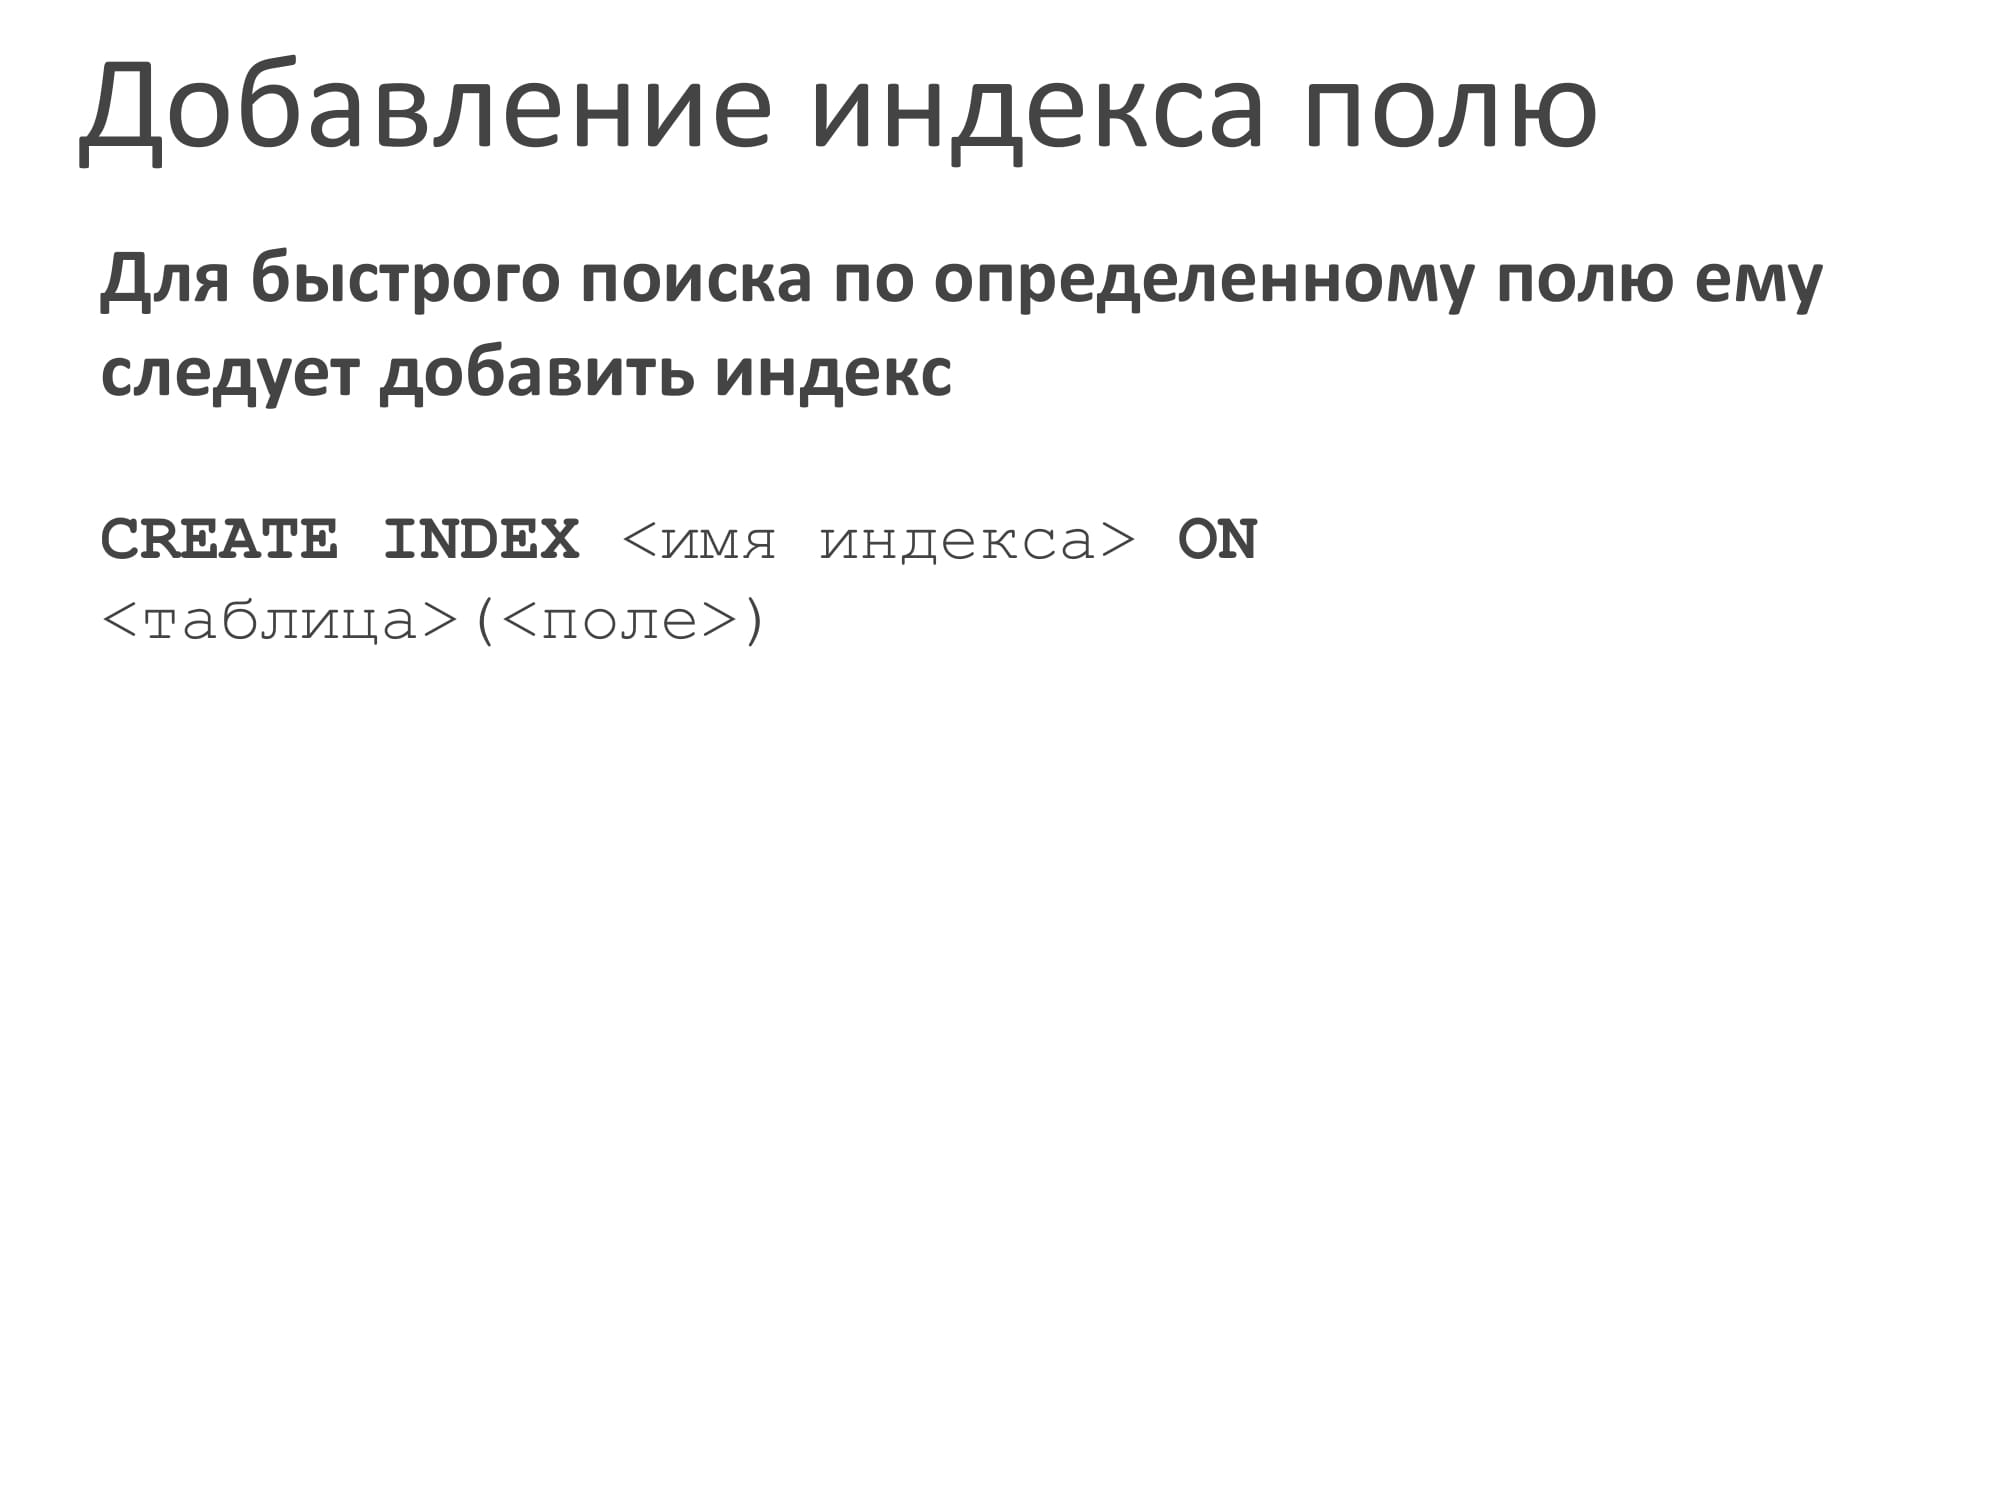 Добавление индекса полю
Для быстрого поиска по определенному полю ему
следует добавить индекс
CREATE INDEX <имя индекса> ON
<таблица>(<поле>)